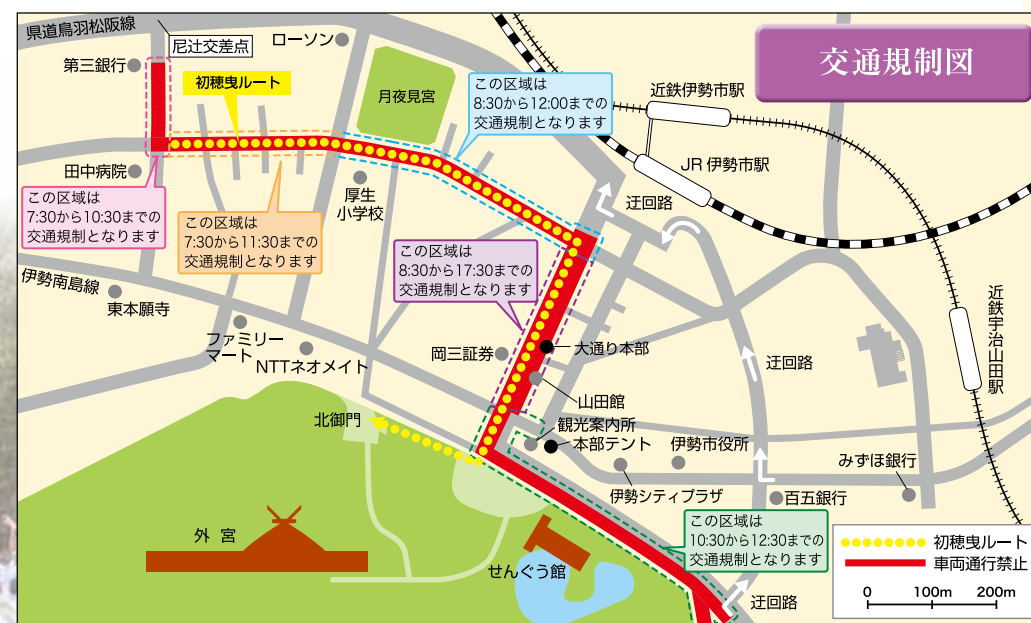 県道鳥羽松阪線
尼辻交差点
ローソン
第三銀行
初穂曳ルート
月夜見宮
この区域は
8:30から12:00までの
交通規制となります
交通規制図
近鉄伊勢市駅
JR 伊勢市駅
田中病院
厚生
小学校
迂回路
この区域は
7:30から10:30までの
交通規制となります
この区域は
7:30から11:30までの
交通規制となります
この区域は
8:30から17:30までの
交通規制となります
伊勢南島線
東本願寺
ファミリー
マート
NTTネオメイト
岡三証券
大通り本部
迂回路
近鉄宇治山田駅
山田館
北御門
観光案内所
本部テント
伊勢市役所
みずほ銀行
伊勢シティプラザ
百五銀行
外宮
せんぐう館
この区域は
10:30から12:30までの
交通規制となります
迂回路
初穂曳ルート
車両通行禁止
0 100m 200m